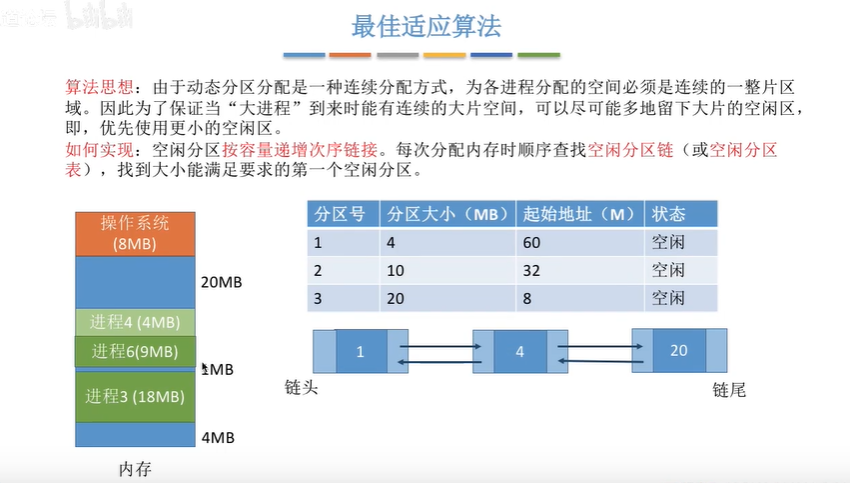 bilibili
最佳适应算法
算法思想：由于动态分区分配是一种连续分配方式，为各进程分配的空间必须是连续的一整片区
域。因此为了保证当“大进程”到来时能有连续的大片空间，可以尽可能多地留下大片的空闲区，
即，优先使用更小的空闲区。
如何实现：空闲分区按容量递增次序链接。每次分配内存时顺序查找空闲分区链（或空闲分区
表），找到大小能满足要求的第一个空闲分区。
操作系统
(8MB)
20MB
进程4 (4MB)
进程6(9MB)
1MB
进程3 (18MB)
4MB
内存
分区号 分区大小（MB） 起始地址（M） 状态
1 4 60 空闲
2 10 32 空闲
3 20 8 空闲
1 4 20
链头 链尾